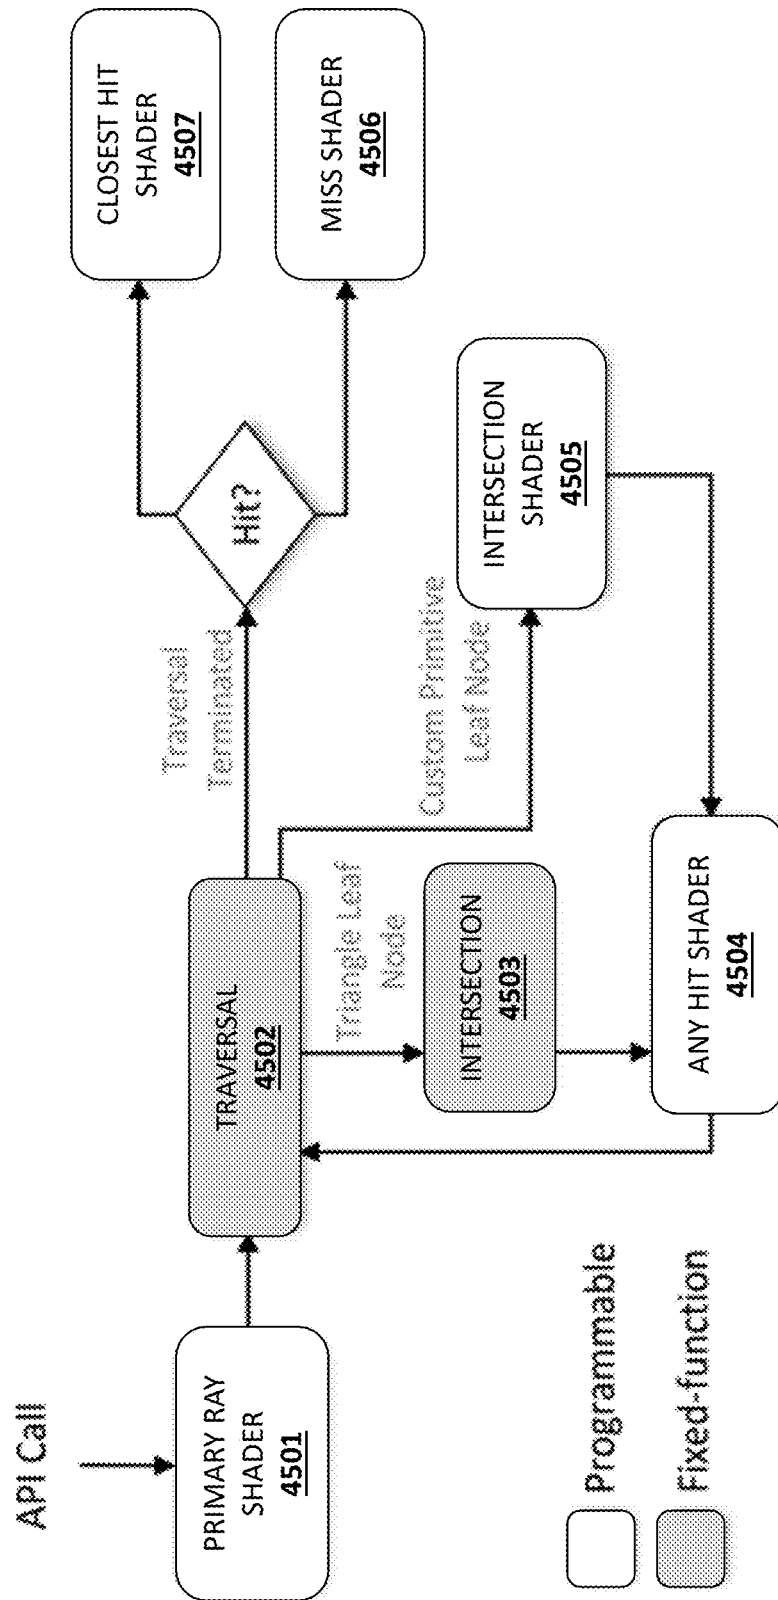 API Call
PRIMARY RAY
SHADER
4501
TRAVERSAL
4502
Traversal
Terminated
Hit?
CLOSEST HIT
SHADER
4507
MISS SHADER
4506
Triangle Leaf
Node
INTERSECTION
4503
Custom Primitive
Leaf Node
INTERSECTION
SHADER
4505
ANY HIT SHADER
4504
Programmable
Fixed-function